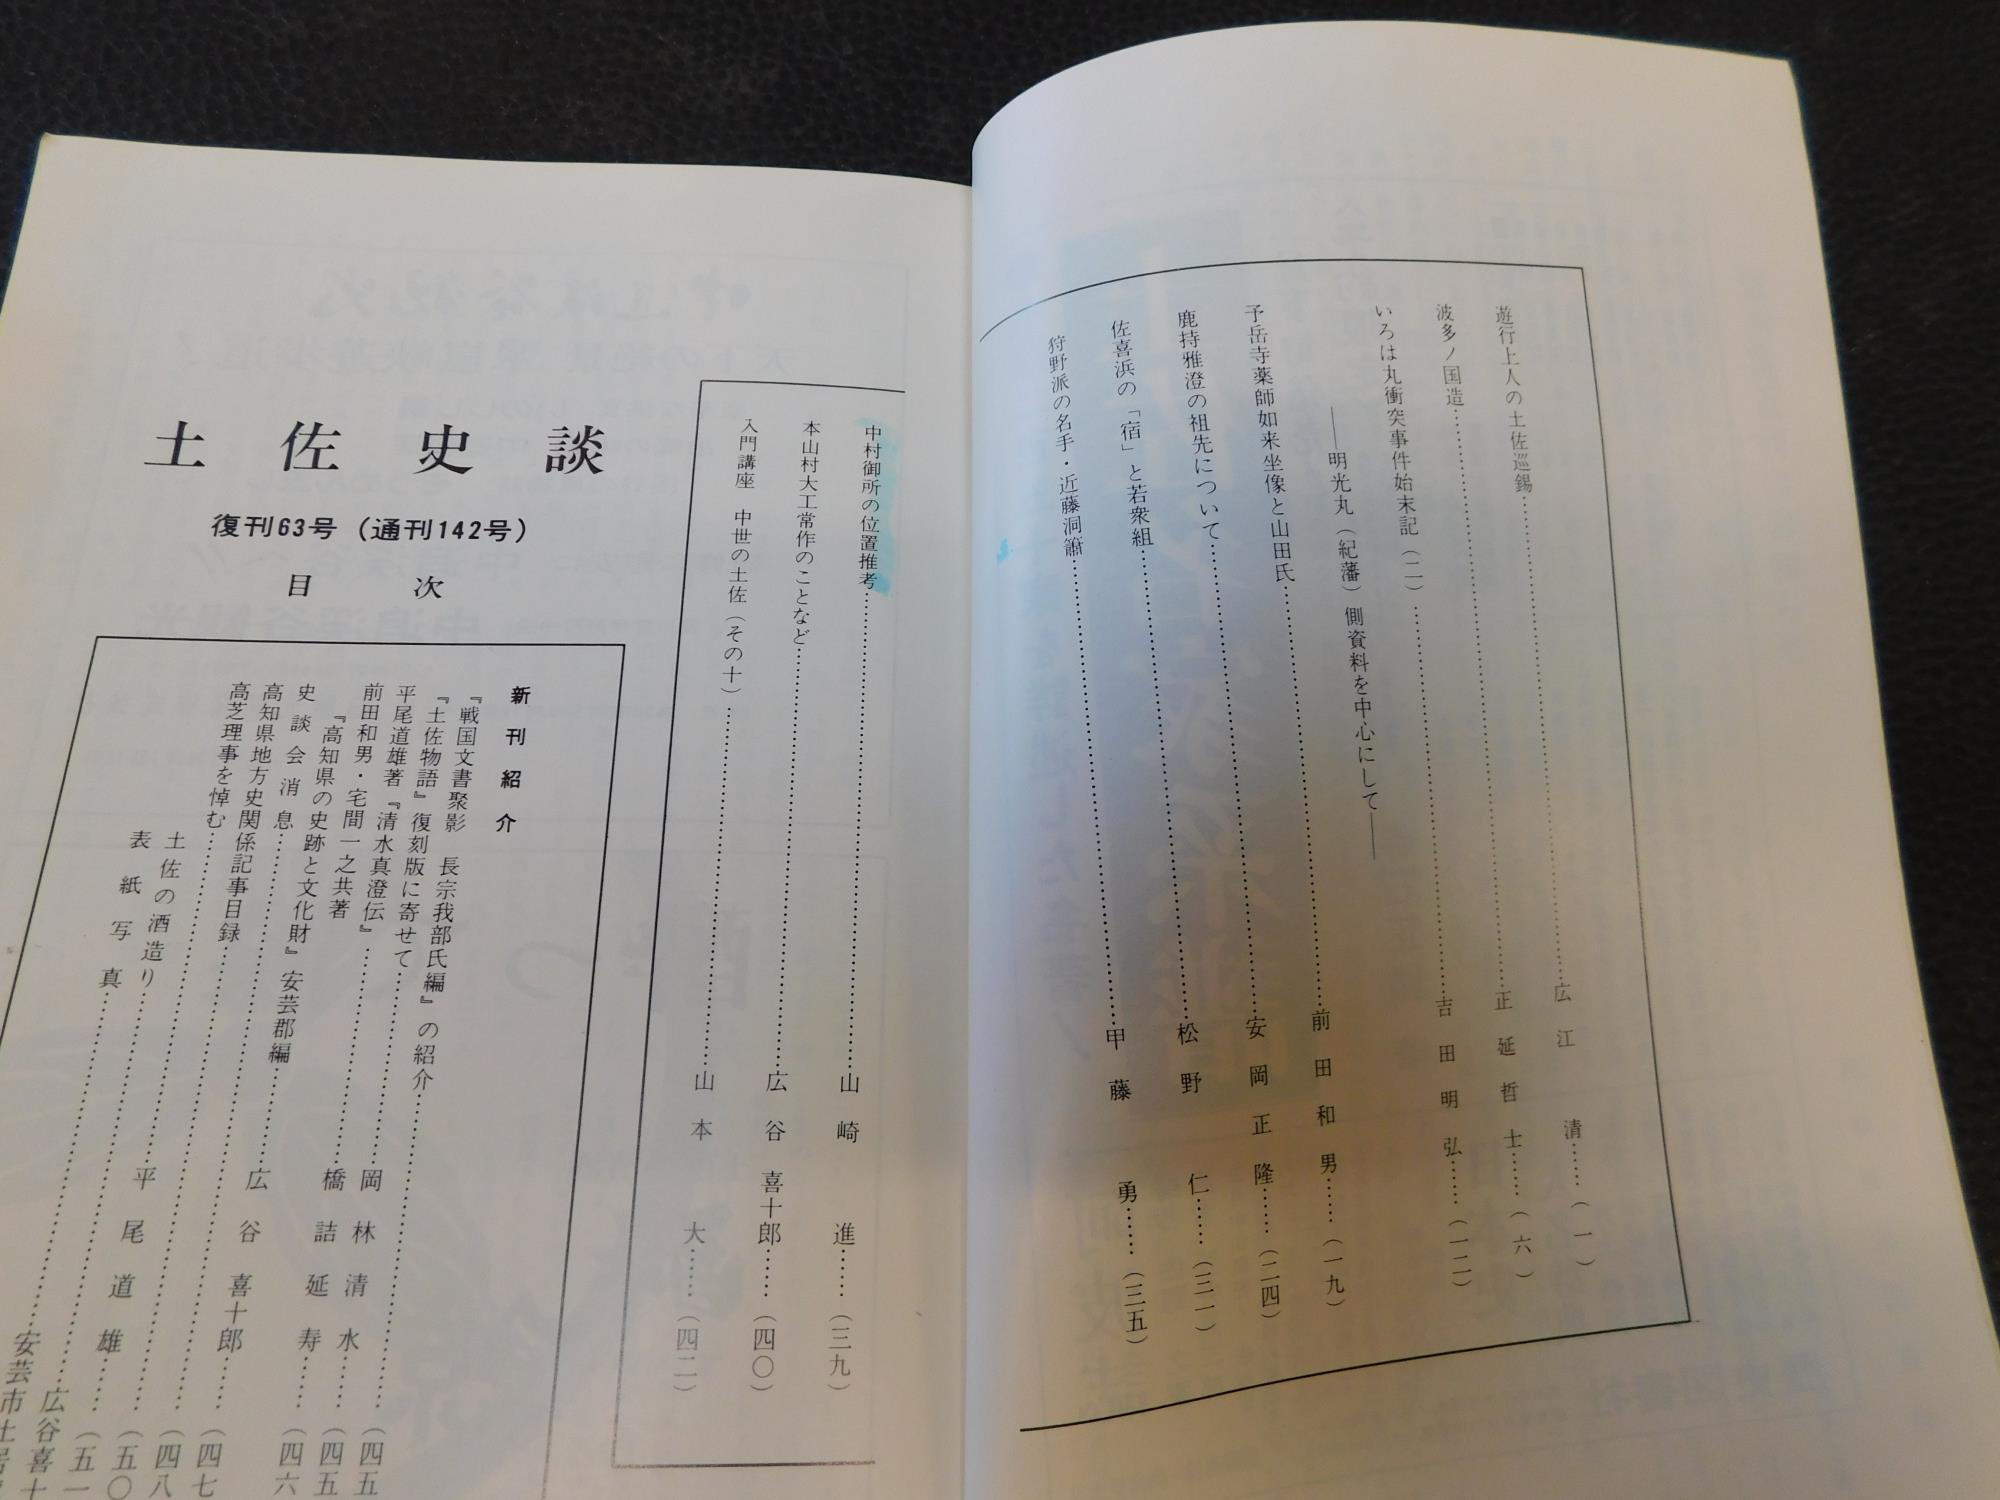 遊行上人の土佐巡錫……広江 清……（一）
波多ノ国造……正延哲士……（六）
いろは丸衝突事件始末記（二）……吉田明弘……（一二）
――明光丸（紀藩）側資料を中心にして――
予岳寺薬師如来坐像と山田氏……前田和男……（一九）
鹿持雅澄の祖先について……安岡正隆……（二四）
佐喜浜の「宿」と若衆組……松野 仁……（三一）
狩野派の名手・近藤洞簫……甲藤 勇……（三五）
中村御所の位置推考……山崎 進……（三九）
本山村大工常作のことなど……広谷喜十郎……（四〇）
入門講座 中世の土佐（その十）……山本 大……（四二）
土佐史談
復刊63号（通刊142号）
目次
新刊紹介
『戦国文書聚影 長宗我部氏編』の紹介……（四五
『土佐物語』復刻版に寄せて……岡林清水……（四五
平尾道雄著『清水真澄伝』……橋詰延寿……（四六
前田和男・宅間一之共著
『高知県の史跡と文化財』安芸郡編……広谷喜十郎……（四七
史談会消息……（四八
高知県地方史関係記事目録……（五〇
高芝理事を悼む……平尾道雄……（五一
土佐の酒造り……広谷喜十
表紙写真……安芸市土居